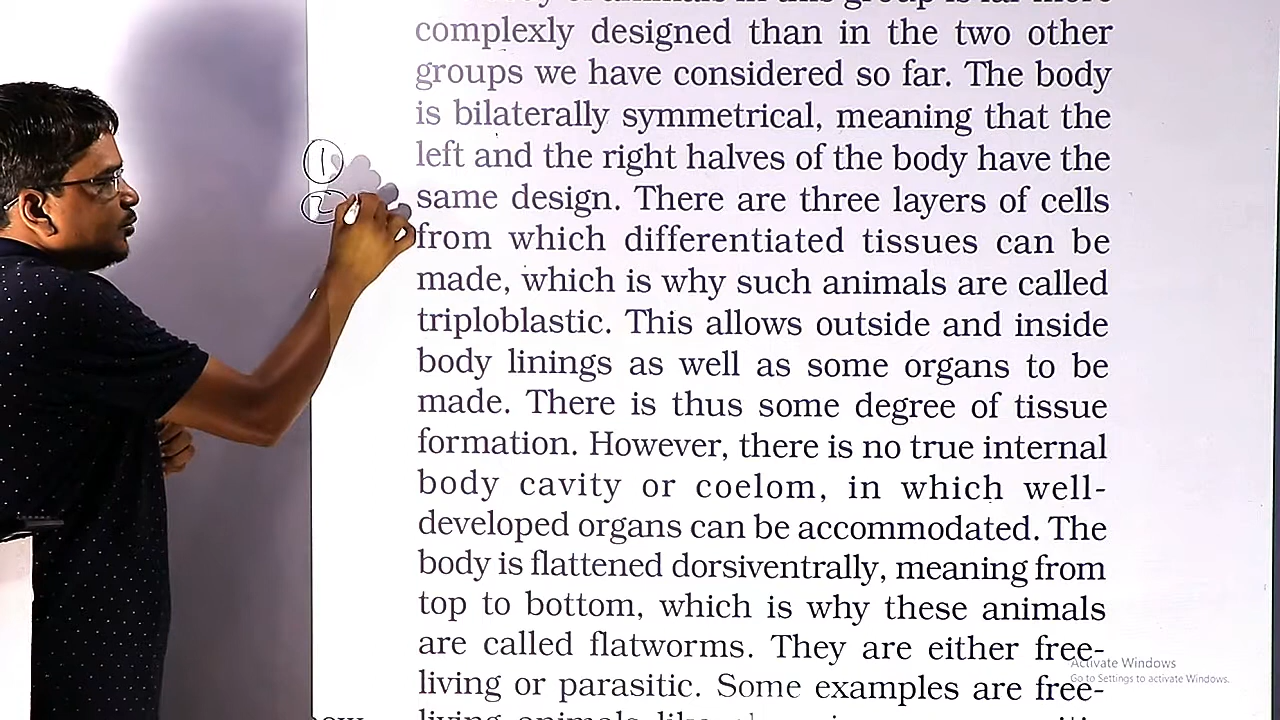 complexly designed than in the two other
groups we have considered so far. The body
is bilaterally symmetrical, meaning that the
left and the right halves of the body have the
same design. There are three layers of cells
from which differentiated tissues can be
made, which is why such animals are called
triploblastic. This allows outside and inside
body linings as well as some organs to be
made. There is thus some degree of tissue
formation. However, there is no true internal
body cavity or coelom, in which well-
developed organs can be accommodated. The
body is flattened dorsiventrally, meaning from
top to bottom, which is why these animals
are called flatworms. They are either free-
living or parasitic. Some examples are free-
1
2
Activate Windows
Go to Settings to activate Windows.